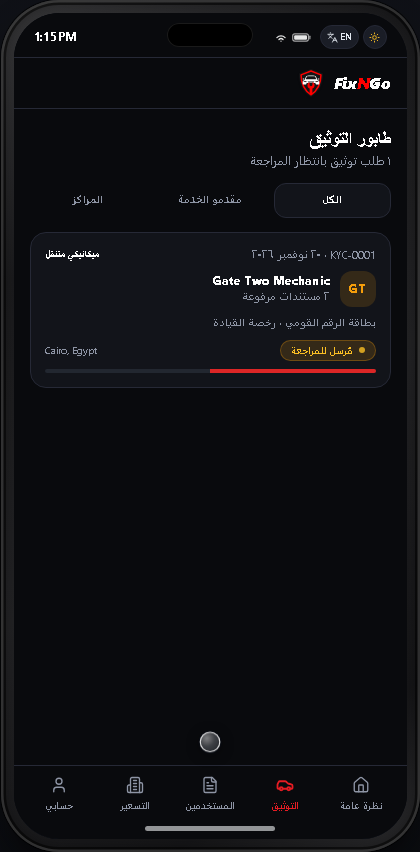 1:15 PM
EN
FixNGo
طابور التوثيق
١ طلب توثيق بانتظار المراجعة
الكل
مقدمو الخدمة
المراكز
KYC-0001 · ٢٠ نوفمبر ٢٠٢٦
ميكانيكي متنقل
GT
Gate Two Mechanic
٢ مستندات مرفوعة
بطاقة الرقم القومي · رخصة القيادة
مُرسل للمراجعة
Cairo, Egypt
نظرة عامة
التوثيق
المستخدمين
التسعير
حسابي